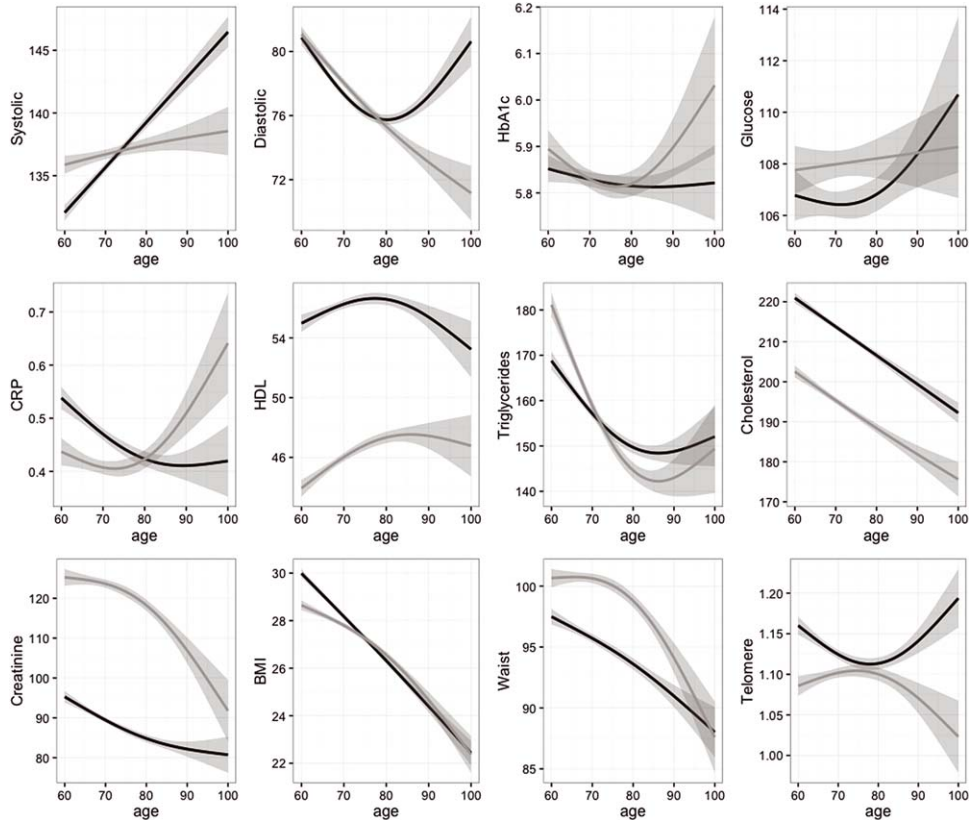 Systolic
145
140
135
60 70 80 90 100
age
Diastolic
80
76
72
60 70 80 90 100
age
HbA1c
6.2
6.1
6.0
5.9
5.8
60 70 80 90 100
age
Glucose
114
112
110
108
106
60 70 80 90 100
age
CRP
0.7
0.6
0.5
0.4
60 70 80 90 100
age
HDL
54
50
46
60 70 80 90 100
age
Triglycerides
180
170
160
150
140
60 70 80 90 100
age
Cholesterol
220
210
200
190
180
170
60 70 80 90 100
age
Creatinine
120
110
100
90
80
60 70 80 90 100
age
BMI
30
28
26
24
22
60 70 80 90 100
age
Waist
100
95
90
85
60 70 80 90 100
age
Telomere
1.20
1.15
1.10
1.05
1.00
60 70 80 90 100
age